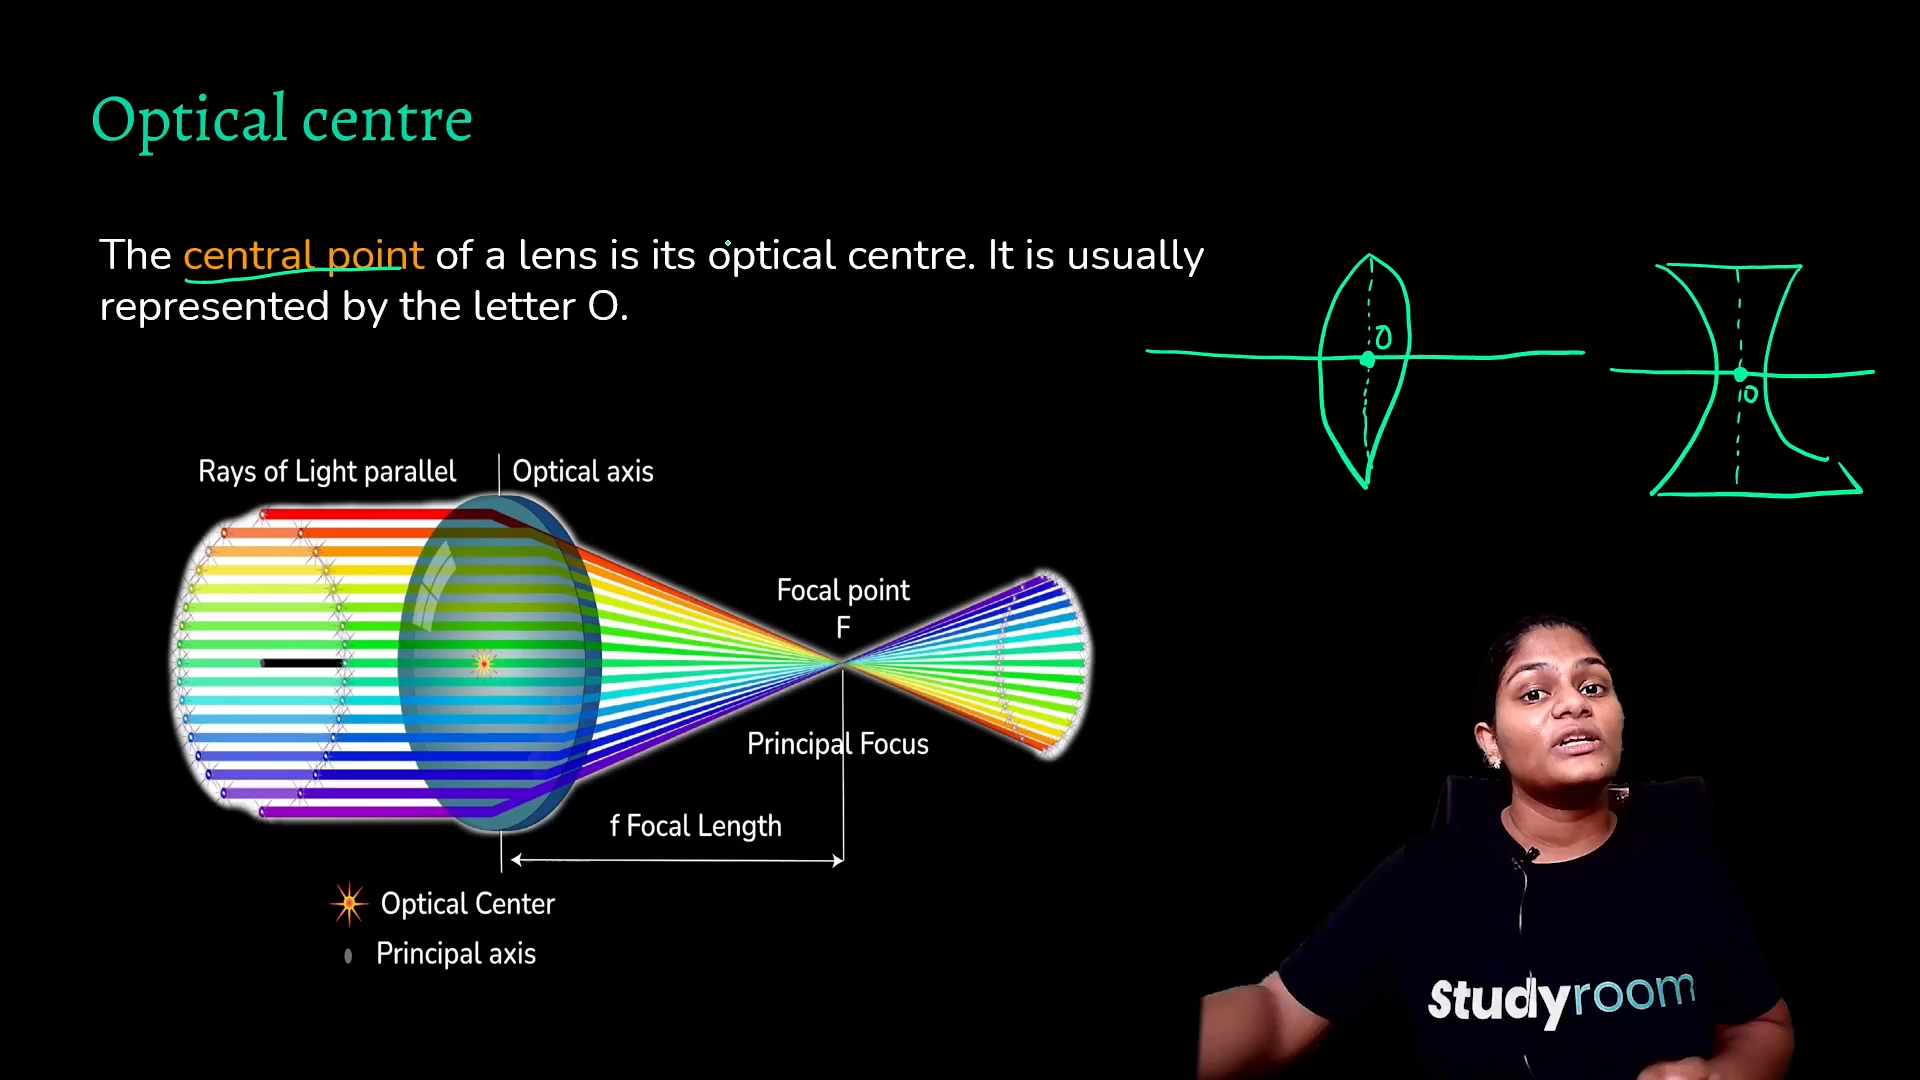 Optical centre
The central point of a lens is its optical centre. It is usually
represented by the letter O.
O
O
Rays of Light parallel
Optical axis
Focal point
F
Principal Focus
f Focal Length
Optical Center
Principal axis
Studyroom